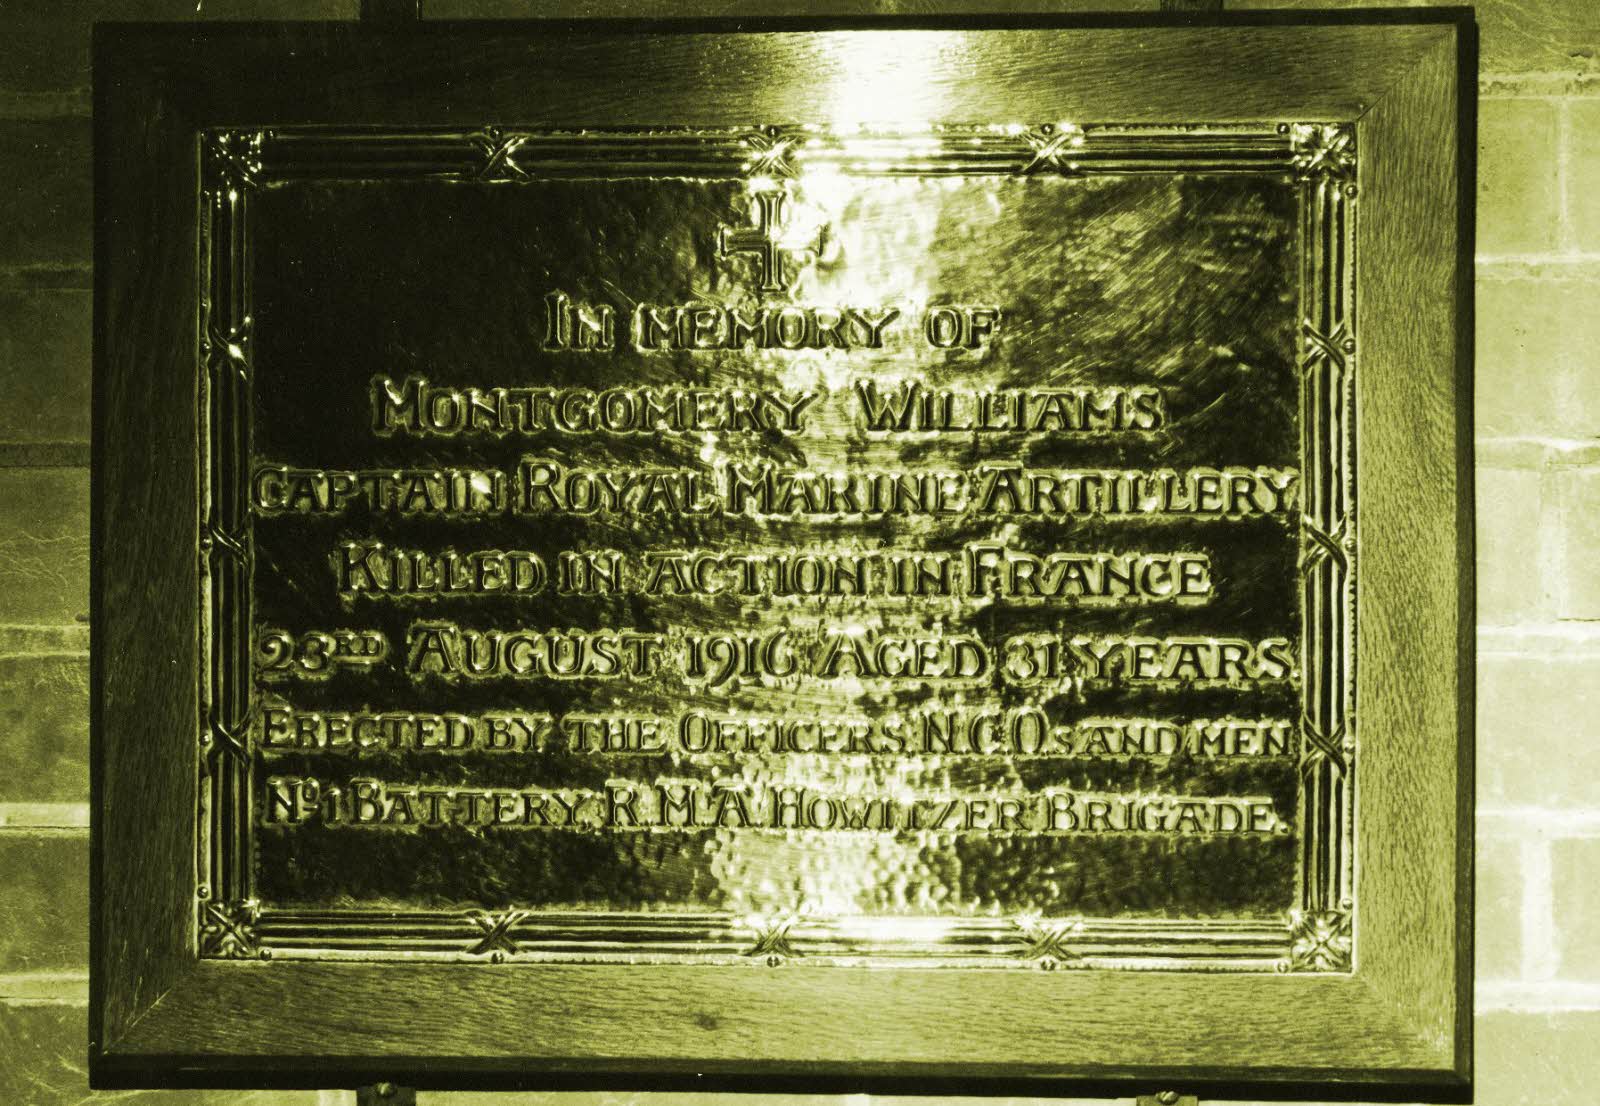 In memory of
Montgomery Williams
Captain Royal Marine Artillery
Killed in action in France
23rd August 1916 Aged 31 years.
Erected by the Officers, N.C.O.s and men
No. 1 Battery, R.M.A. Howitzer Brigade.